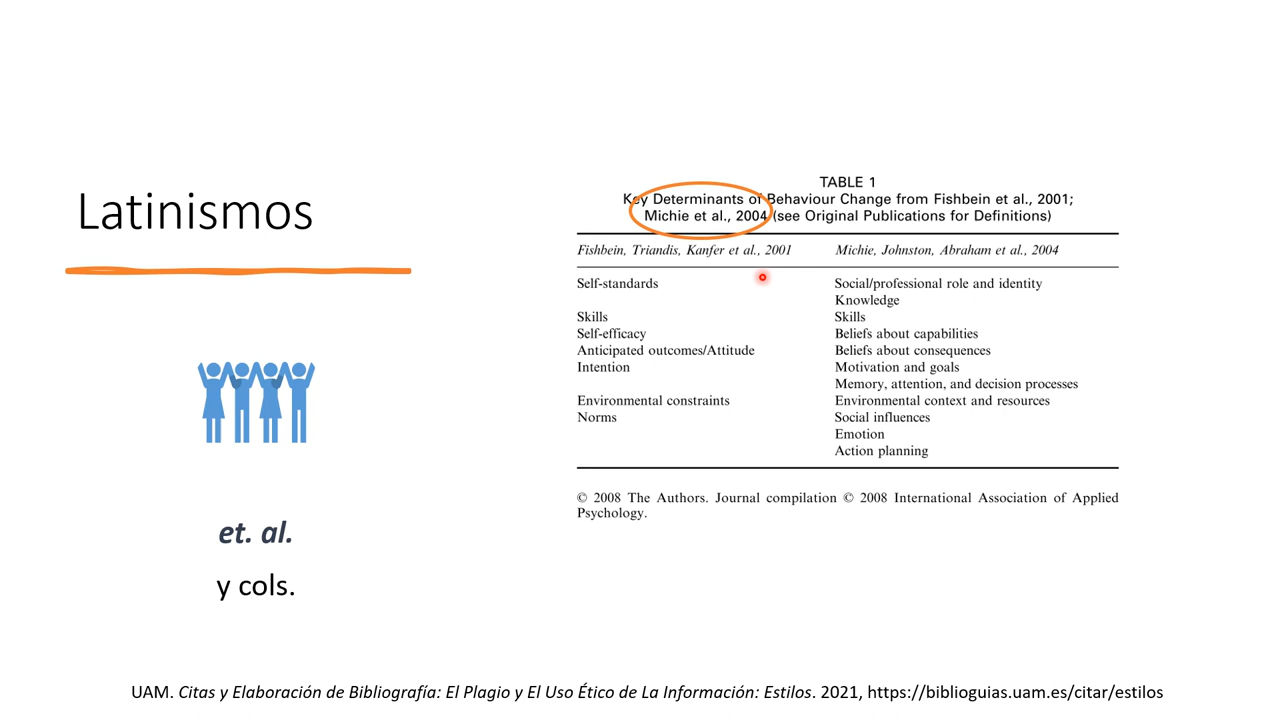 Latinismos
et. al.
y cols.
TABLE 1
Key Determinants of Behaviour Change from Fishbein et al., 2001;
Michie et al., 2004 (see Original Publications for Definitions)
Fishbein, Triandis, Kanfer et al., 2001 Michie, Johnston, Abraham et al., 2004
Self-standards Social/professional role and identity
Knowledge
Skills Skills
Self-efficacy Beliefs about capabilities
Anticipated outcomes/Attitude Beliefs about consequences
Intention Motivation and goals
Memory, attention, and decision processes
Environmental constraints Environmental context and resources
Norms Social influences
Emotion
Action planning
© 2008 The Authors. Journal compilation © 2008 International Association of Applied
Psychology.
UAM. Citas y Elaboración de Bibliografía: El Plagio y El Uso Ético de La Información: Estilos. 2021, https://biblioguias.uam.es/citar/estilos